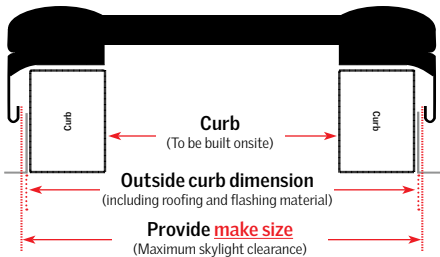 Curb
Curb
Curb
(To be built onsite)
Outside curb dimension
(including roofing and flashing material)
Provide make size
(Maximum skylight clearance)